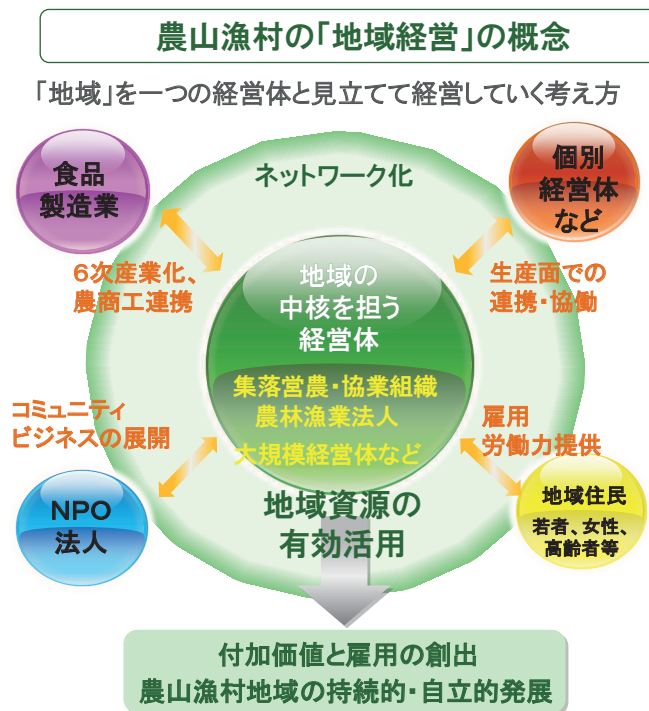 農山漁村の「地域経営」の概念
「地域」を一つの経営体と見立てて経営していく考え方
食品
製造業
ネットワーク化
個別
経営体
など
6次産業化、
農商工連携
地域の
中核を担う
経営体
生産面での
連携・協働
集落営農・協業組織
農林漁業法人
大規模経営体など
コミュニティ
ビジネスの展開
雇用
労働力提供
NPO
法人
地域資源の
有効活用
地域住民
若者、女性、
高齢者等
付加価値と雇用の創出
農山漁村地域の持続的・自立的発展